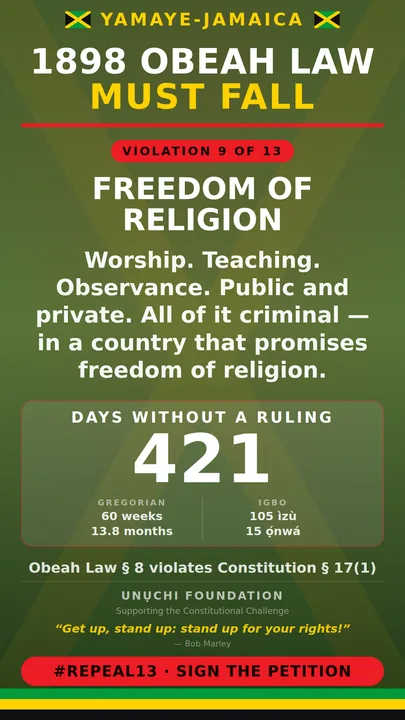 YAMAYE-JAMAICA
1898 OBEAH LAW
MUST FALL
VIOLATION 9 OF 13
FREEDOM OF
RELIGION
Worship. Teaching.
Observance. Public and
private. All of it criminal —
in a country that promises
freedom of religion.
DAYS WITHOUT A RULING
421
GREGORIAN
60 weeks
13.8 months
IGBO
105 ìzù
15 ọ́nwá
Obeah Law § 8 violates Constitution § 17(1)
UNỤCHI FOUNDATION
Supporting the Constitutional Challenge
“Get up, stand up: stand up for your rights!”
— Bob Marley
#REPEAL13 · SIGN THE PETITION